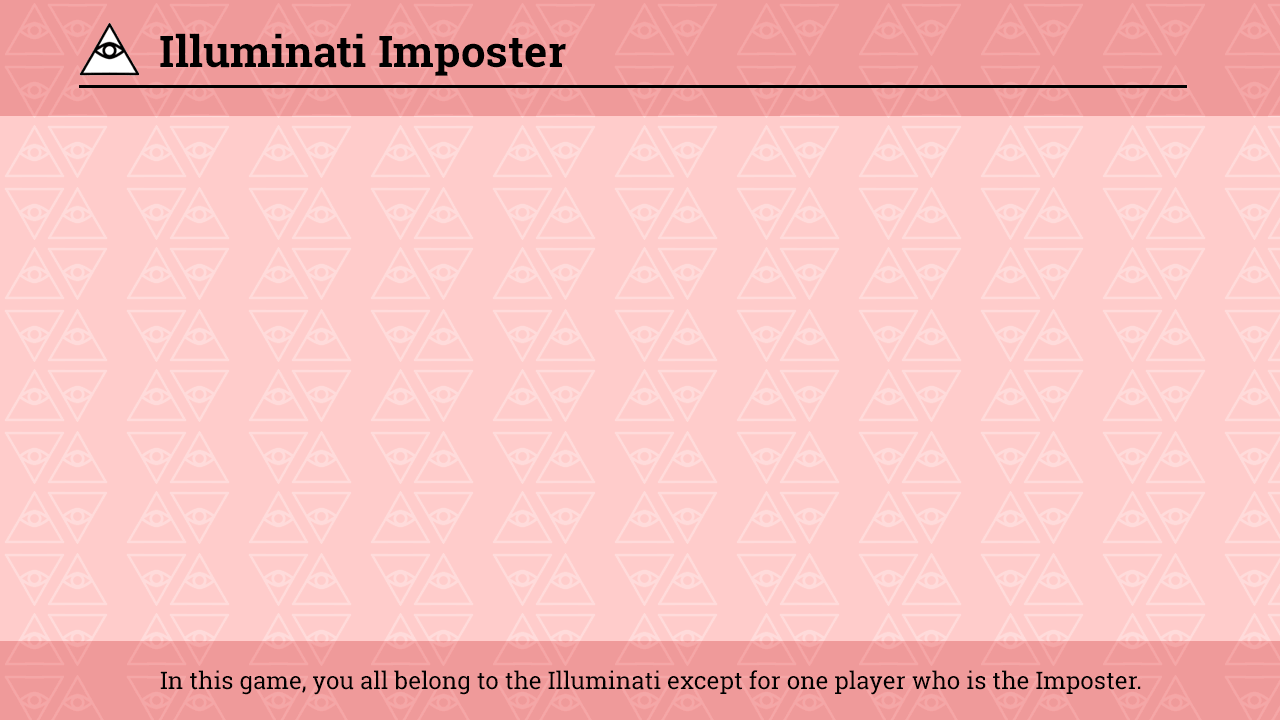 Illuminati Imposter
In this game, you all belong to the Illuminati except for one player who is the Imposter.